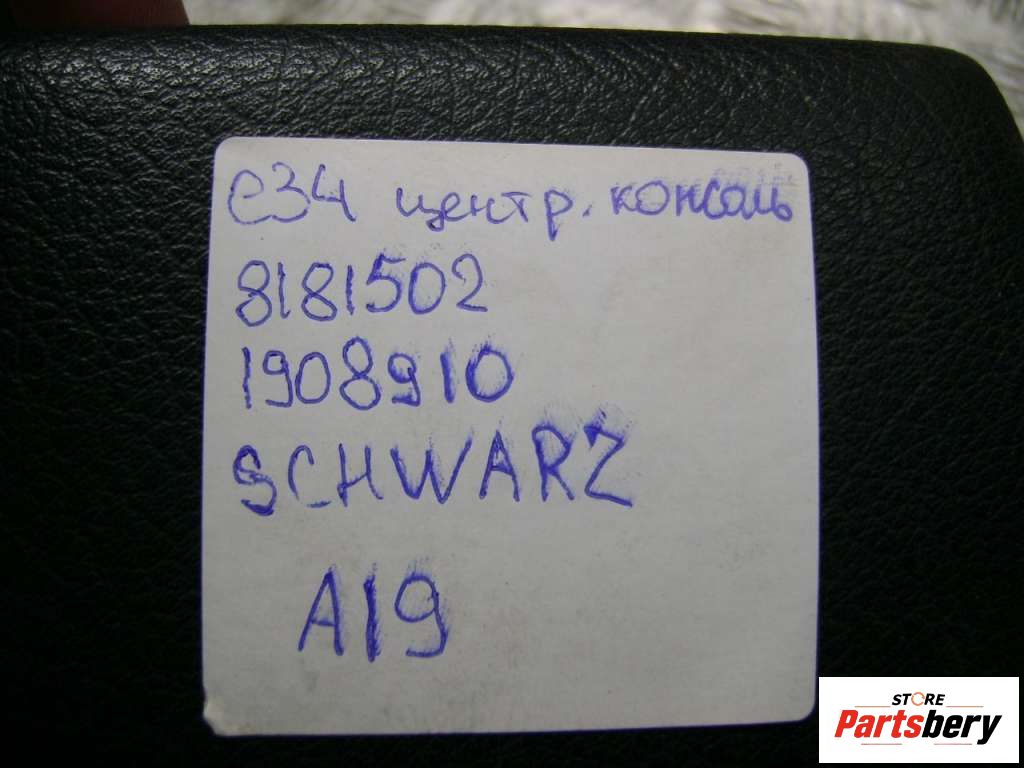 e34 центр. консоль
8181502
1908910
SCHWARZ
A19
STORE
Partsbery